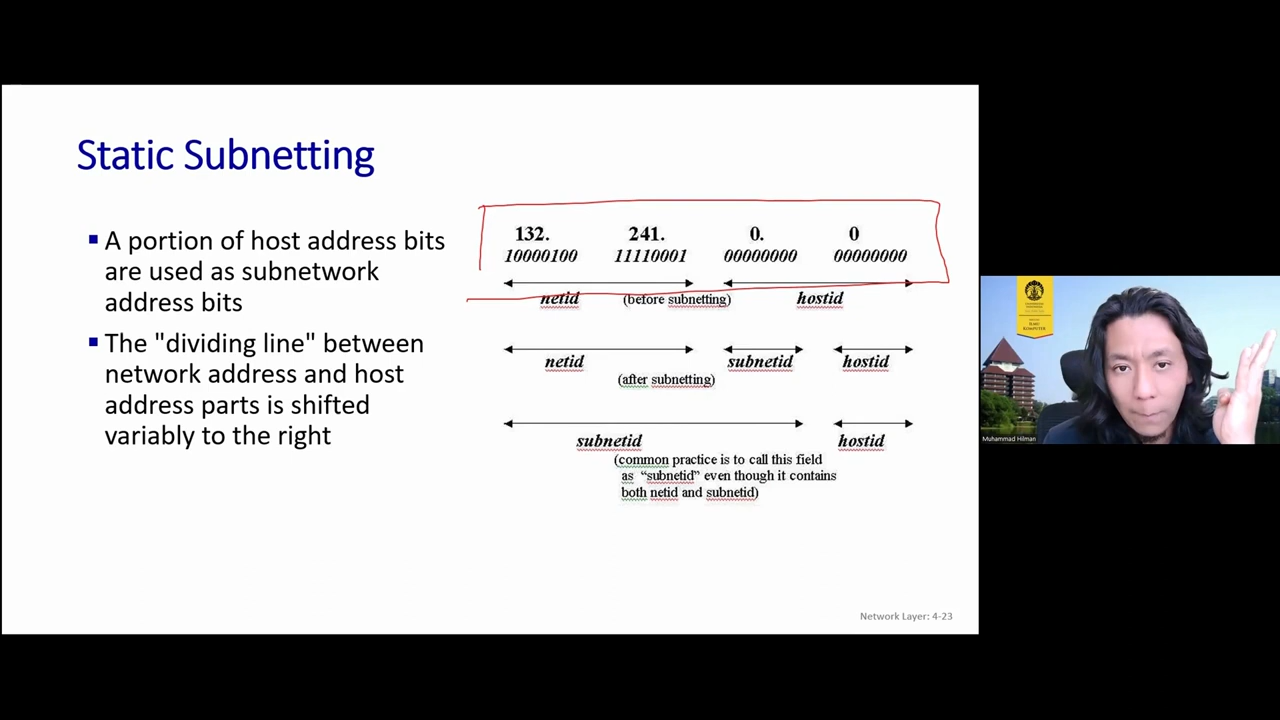 Static Subnetting
▪ A portion of host address bits
are used as subnetwork
address bits
▪ The "dividing line" between
network address and host
address parts is shifted
variably to the right
132. 241. 0. 0
10000100 11110001 00000000 00000000
netid (before subnetting) hostid
netid subnetid hostid
(after subnetting)
subnetid hostid
(common practice is to call this field
as “subnetid” even though it contains
both netid and subnetid)
Network Layer: 4-23
ILMU
KOMPUTER
Muhammad Hilman